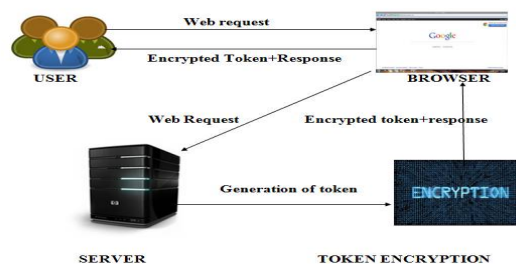 Web request
Encrypted Token+Response
USER
Google
BROWSER
Web Request
Encrypted token+response
Generation of token
ENCRYPTION
SERVER
TOKEN ENCRYPTION